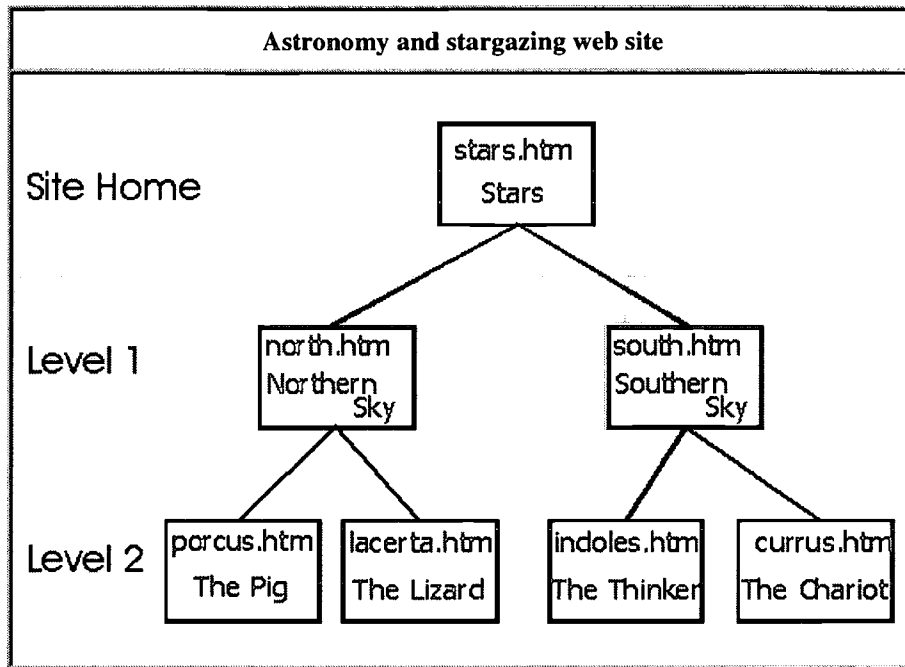 Astronomy and stargazing web site
Site Home
stars.htm
Stars
Level 1
north.htm
Northern
Sky
south.htm
Southern
Sky
Level 2
porcus.htm
The Pig
lacerta.htm
The Lizard
indoles.htm
The Thinker
currus.htm
The Chariot